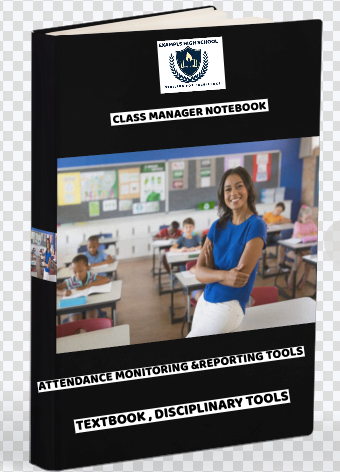 EXAMPLE HIGH SCHOOL
CLASS MANAGER NOTEBOOK
ATTENDANCE MONITORING &REPORTING TOOLS
TEXTBOOK , DISCIPLINARY TOOLS